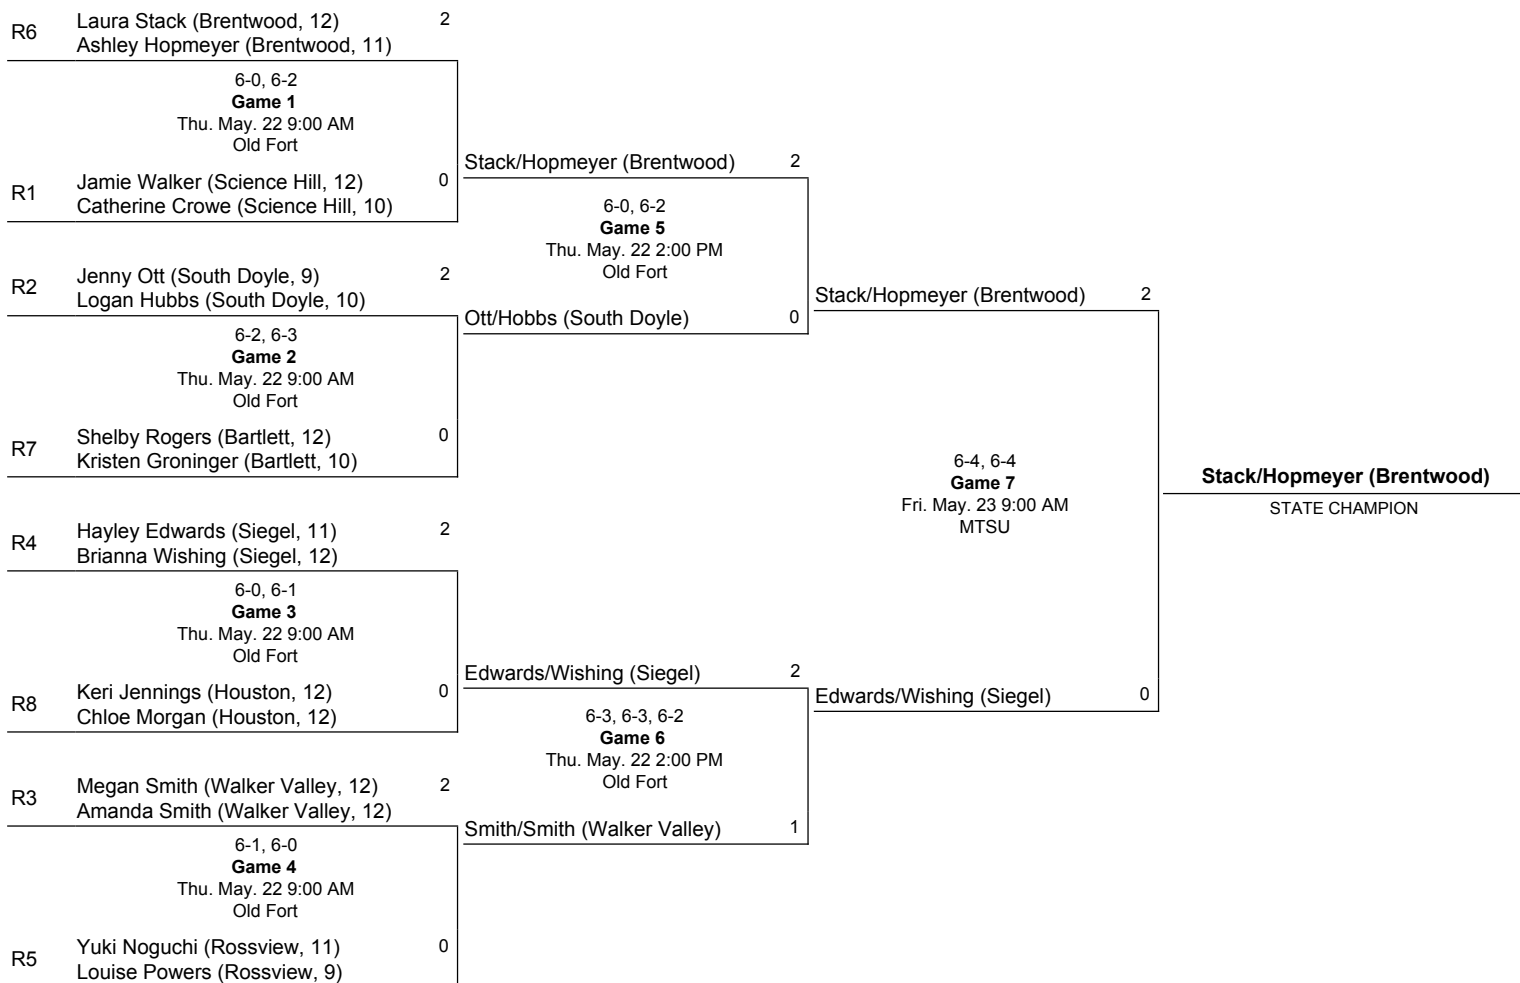 R6
Laura Stack (Brentwood, 12) 2
Ashley Hopmeyer (Brentwood, 11)
6-0, 6-2
Game 1
Thu. May. 22 9:00 AM
Old Fort
R1
Jamie Walker (Science Hill, 12) 0
Catherine Crowe (Science Hill, 10)
R2
Jenny Ott (South Doyle, 9) 2
Logan Hubbs (South Doyle, 10)
6-2, 6-3
Game 2
Thu. May. 22 9:00 AM
Old Fort
R7
Shelby Rogers (Bartlett, 12) 0
Kristen Groninger (Bartlett, 10)
R4
Hayley Edwards (Siegel, 11) 2
Brianna Wishing (Siegel, 12)
6-0, 6-1
Game 3
Thu. May. 22 9:00 AM
Old Fort
R8
Keri Jennings (Houston, 12) 0
Chloe Morgan (Houston, 12)
R3
Megan Smith (Walker Valley, 12) 2
Amanda Smith (Walker Valley, 12)
6-1, 6-0
Game 4
Thu. May. 22 9:00 AM
Old Fort
R5
Yuki Noguchi (Rossview, 11) 0
Louise Powers (Rossview, 9)
Stack/Hopmeyer (Brentwood) 2
6-0, 6-2
Game 5
Thu. May. 22 2:00 PM
Old Fort
Ott/Hobbs (South Doyle) 0
Edwards/Wishing (Siegel) 2
6-3, 6-3, 6-2
Game 6
Thu. May. 22 2:00 PM
Old Fort
Smith/Smith (Walker Valley) 1
Stack/Hopmeyer (Brentwood) 2
6-4, 6-4
Game 7
Fri. May. 23 9:00 AM
MTSU
Edwards/Wishing (Siegel) 0
Stack/Hopmeyer (Brentwood)
STATE CHAMPION